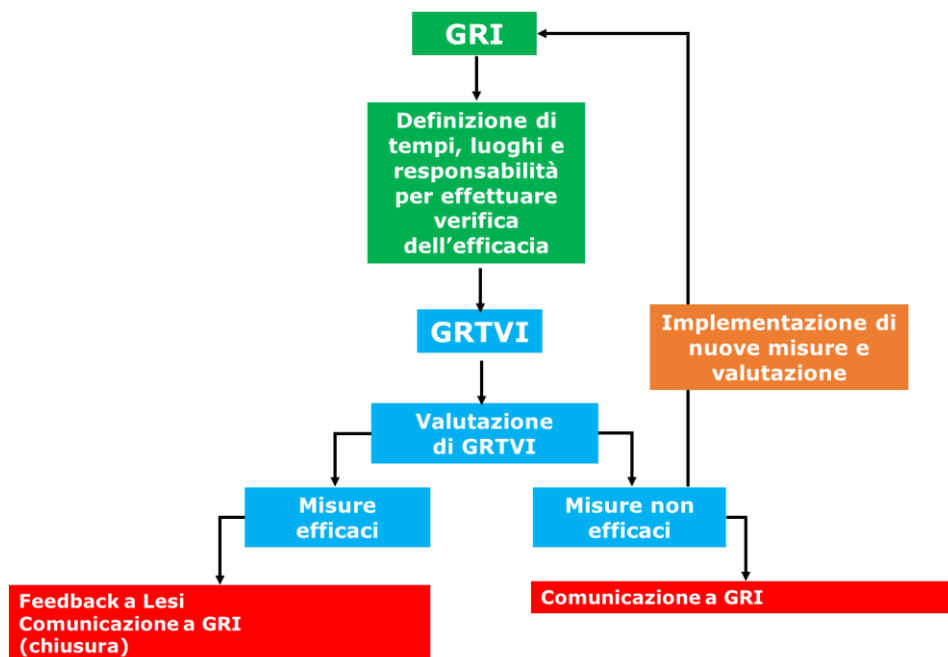 GRI
Definizione di
tempi, luoghi e
responsabilità
per effettuare
verifica
dell’efficacia
GRTVI
Implementazione di
nuove misure e
valutazione
Valutazione
di GRTVI
Misure
efficaci
Misure non
efficaci
Feedback a Lesi
Comunicazione a GRI
(chiusura)
Comunicazione a GRI